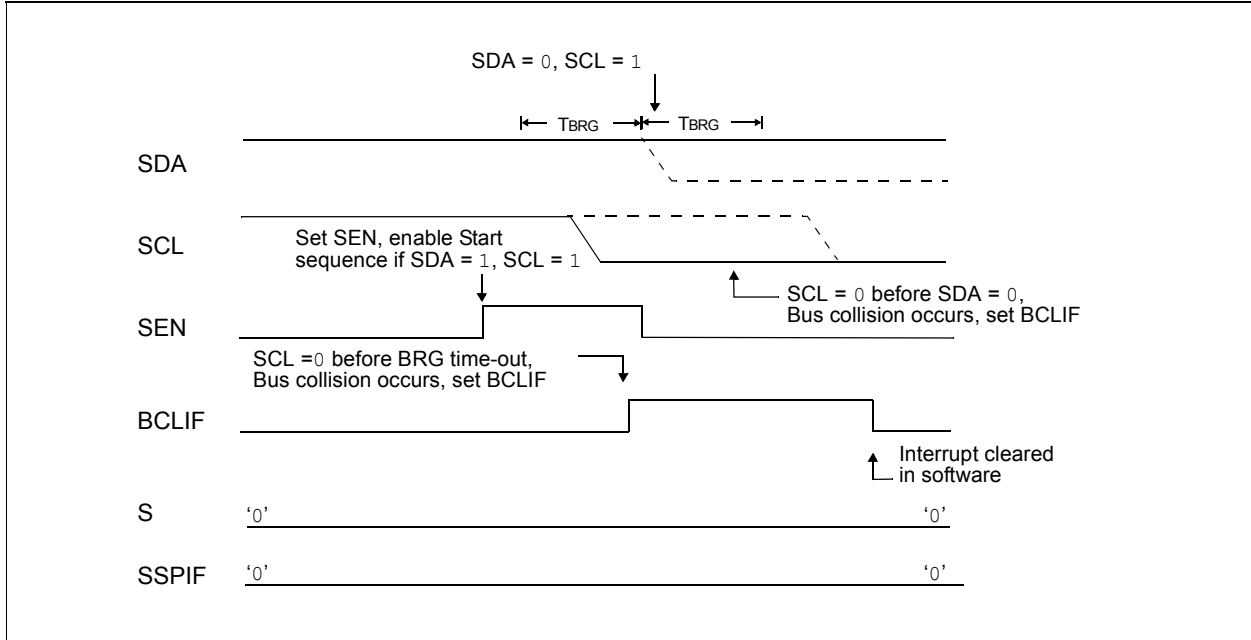 SDA = 0, SCL = 1
TBRG TBRG
SDA
SCL
Set SEN, enable Start
sequence if SDA = 1, SCL = 1
SCL = 0 before SDA = 0,
Bus collision occurs, set BCLIF
SEN
SCL =0 before BRG time-out,
Bus collision occurs, set BCLIF
BCLIF
Interrupt cleared
in software
S ‘0’ ‘0’
SSPIF ‘0’ ‘0’